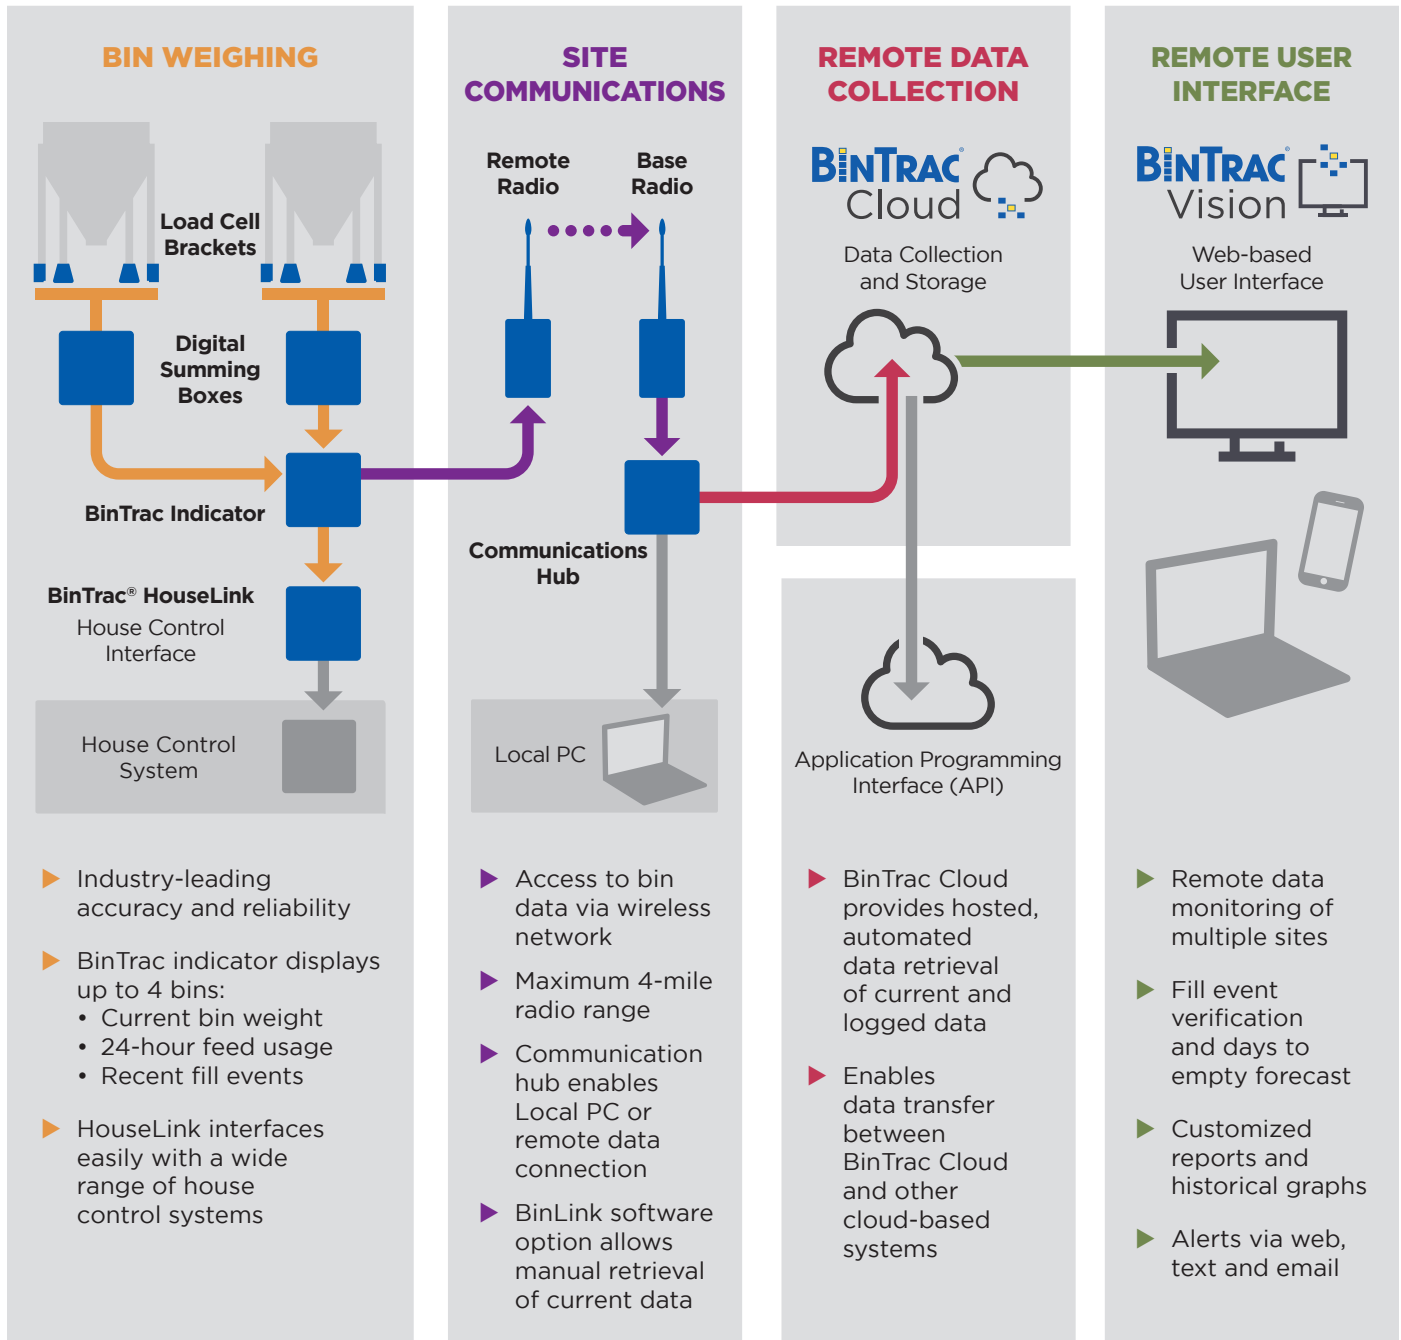 BIN WEIGHING
Load Cell
Brackets
Digital
Summing
Boxes
BinTrac Indicator
BinTrac® HouseLink
House Control
Interface
House Control
System
▶ Industry-leading
accuracy and reliability
▶ BinTrac indicator displays
up to 4 bins:
• Current bin weight
• 24-hour feed usage
• Recent fill events
▶ HouseLink interfaces
easily with a wide
range of house
control systems
SITE
COMMUNICATIONS
Remote
Radio
Base
Radio
Communications
Hub
Local PC
▶ Access to bin
data via wireless
network
▶ Maximum 4-mile
radio range
▶ Communication
hub enables
Local PC or
remote data
connection
▶ BinLink software
option allows
manual retrieval
of current data
REMOTE DATA
COLLECTION
BINTRAC®
Cloud
Data Collection
and Storage
Application Programming
Interface (API)
▶ BinTrac Cloud
provides hosted,
automated
data retrieval
of current and
logged data
▶ Enables
data transfer
between
BinTrac Cloud
and other
cloud-based
systems
REMOTE USER
INTERFACE
BINTRAC®
Vision
Web-based
User Interface
▶ Remote data
monitoring of
multiple sites
▶ Fill event
verification
and days to
empty forecast
▶ Customized
reports and
historical graphs
▶ Alerts via web,
text and email